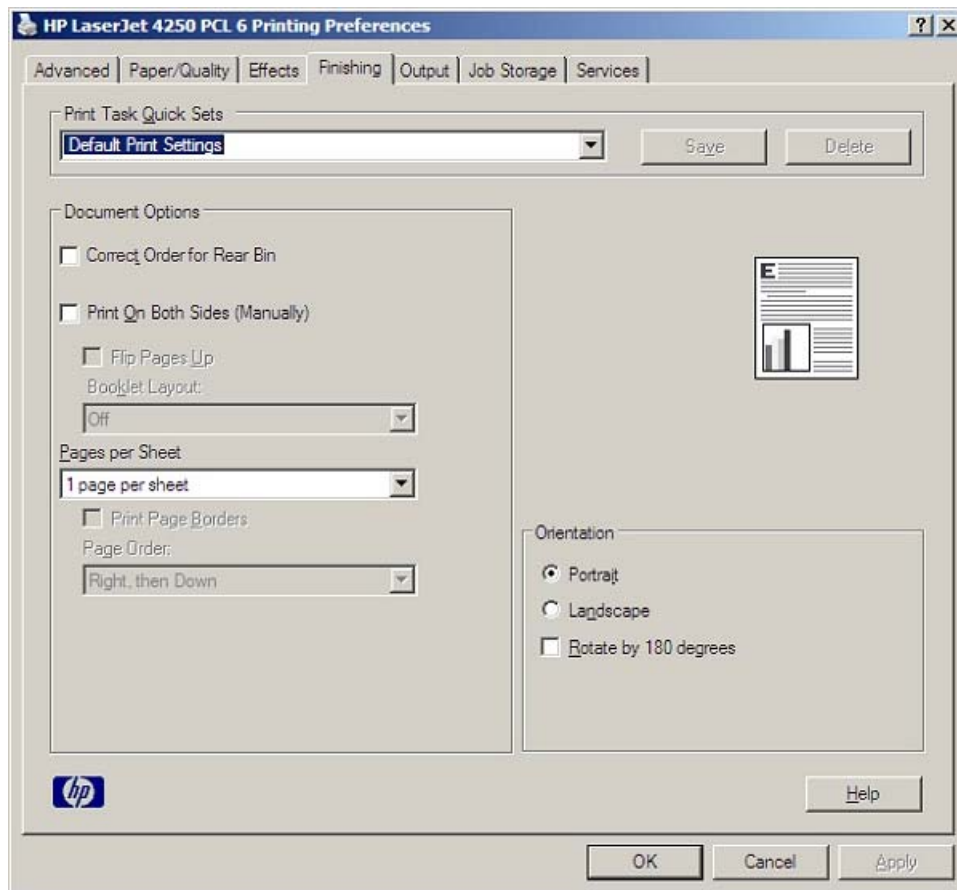 HP LaserJet 4250 PCL 6 Printing Preferences
Advanced Paper/Quality Effects Finishing Output Job Storage Services
Print Task Quick Sets
Default Print Settings Save Delete
Document Options
Correct Order for Rear Bin
E
Print On Both Sides (Manually)
Flip Pages Up
Booklet Layout:
Off
Pages per Sheet
1 page per sheet
Print Page Borders
Page Order:
Right, then Down
Orientation
Portrait
Landscape
Rotate by 180 degrees
hp
Help
OK Cancel Apply